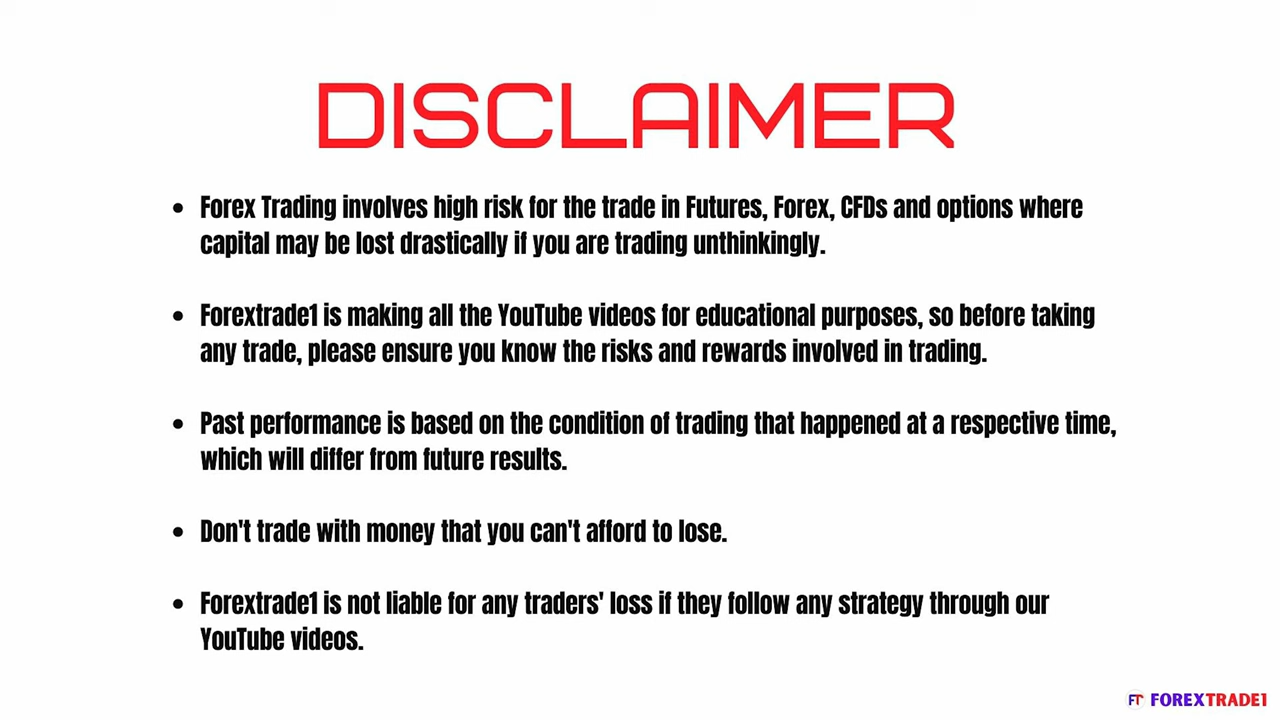 DISCLAIMER
• Forex Trading involves high risk for the trade in Futures, Forex, CFDs and options where
capital may be lost drastically if you are trading unthinkingly.
• Forextrade1 is making all the YouTube videos for educational purposes, so before taking
any trade, please ensure you know the risks and rewards involved in trading.
• Past performance is based on the condition of trading that happened at a respective time,
which will differ from future results.
• Don't trade with money that you can't afford to lose.
• Forextrade1 is not liable for any traders' loss if they follow any strategy through our
YouTube videos.
FT FOREXTRADE1